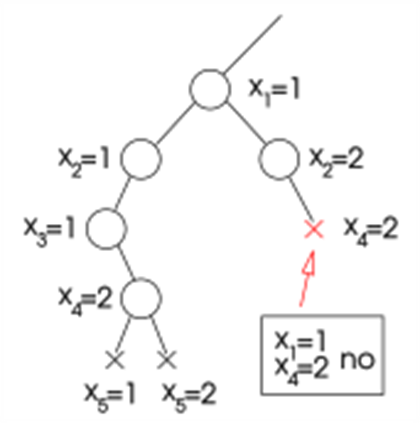 x₁=1
x₂=1
x₂=2
x₃=1
x₄=2
x₄=2
x₁=1
x₄=2 no
x₅=1
x₅=2